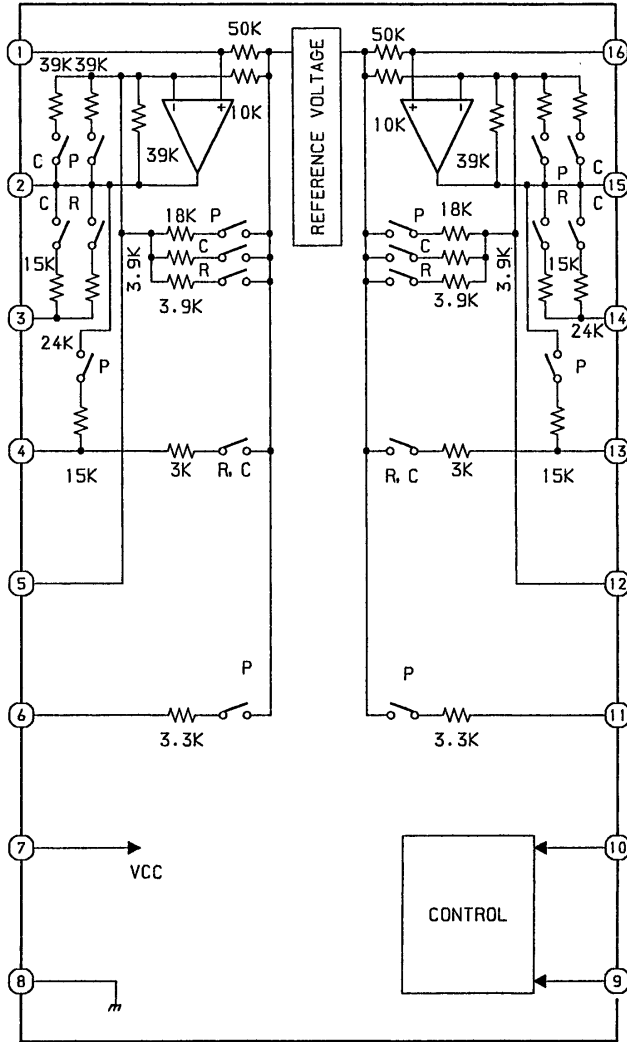 50K
REFERENCE VOLTAGE
50K
1
16
39K 39K
- +
+ -
10K
10K
C P
39K
39K
P C
2
15
C R
R C
18K P
P 18K
C
C
15K
3.9K
R
R
3.9K
15K
3.9K
3.9K
3
14
24K
24K
P
P
4
13
15K
3K
R, C
R, C
3K
15K
5
12
P
P
6
11
3.3K
3.3K
7
10
VCC
CONTROL
8
9